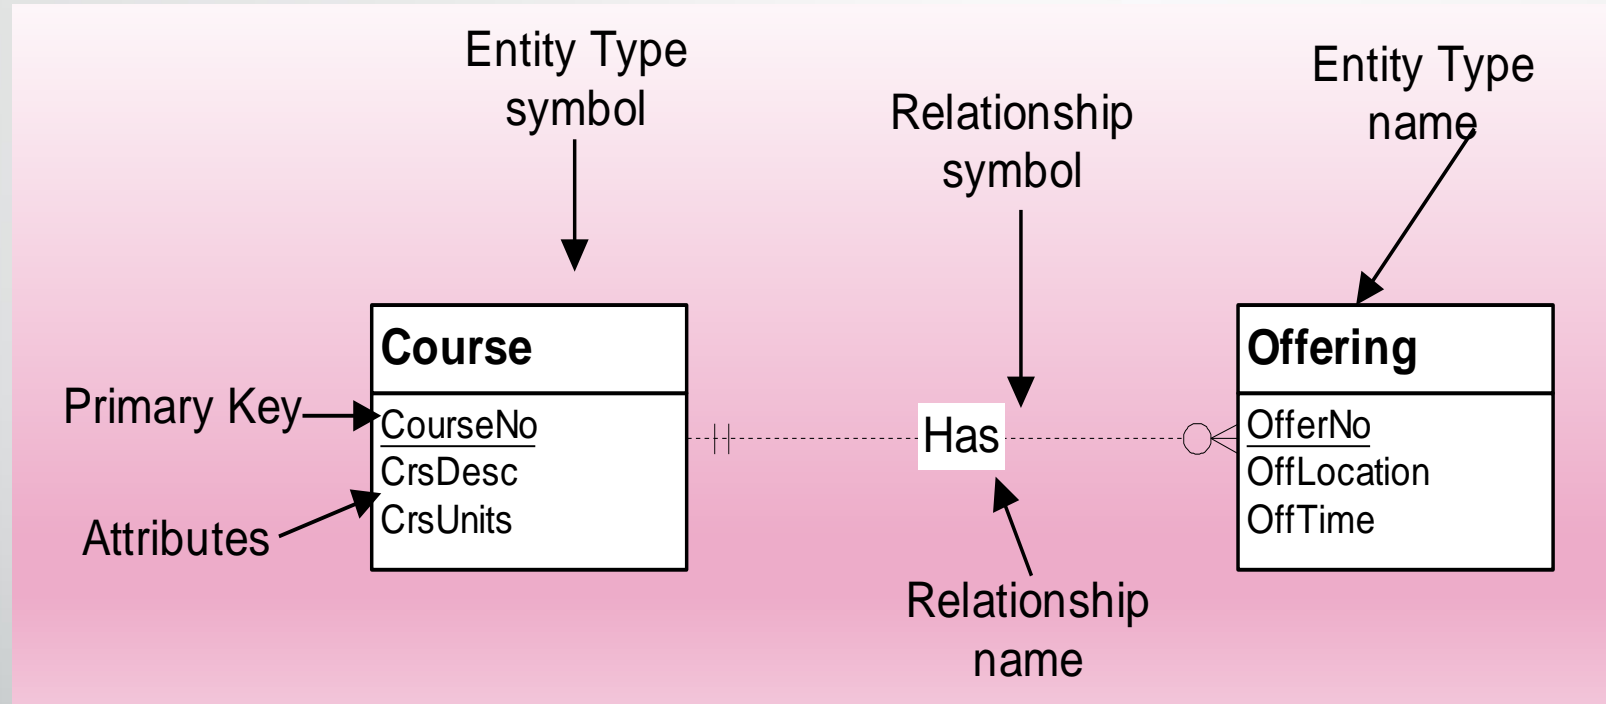 Entity Type
symbol
Relationship
symbol
Entity Type
name
Primary Key
Attributes
Course
CourseNo
CrsDesc
CrsUnits
Has
Relationship
name
Offering
OfferNo
OffLocation
OffTime